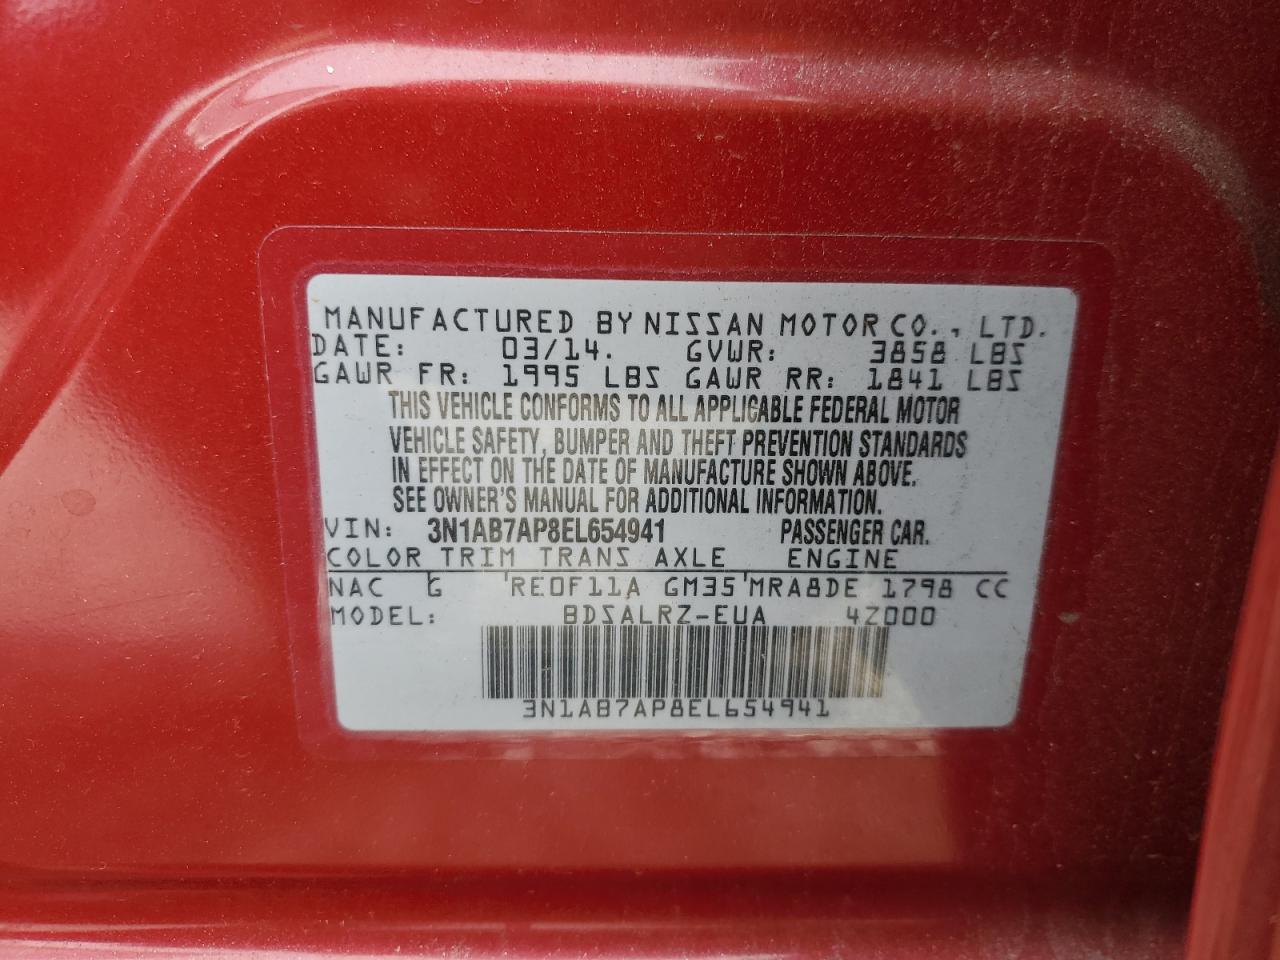 MANUFACTURED BY NISSAN MOTOR CO., LTD.
DATE: 03/14. GVWR: 3858 LBS
GAWR FR: 1995 LBS GAWR RR: 1841 LBS
THIS VEHICLE CONFORMS TO ALL APPLICABLE FEDERAL MOTOR
VEHICLE SAFETY, BUMPER AND THEFT PREVENTION STANDARDS
IN EFFECT ON THE DATE OF MANUFACTURE SHOWN ABOVE.
SEE OWNER'S MANUAL FOR ADDITIONAL INFORMATION.
VIN: 3N1AB7AP8EL654941 PASSENGER CAR.
COLOR TRIM TRANS AXLE ENGINE
NAC G 'RE0F11A GM35'MRA8DE 1798 CC
MODEL: BDSALRZ-EUA 4Z000
3N1AB7AP8EL654941